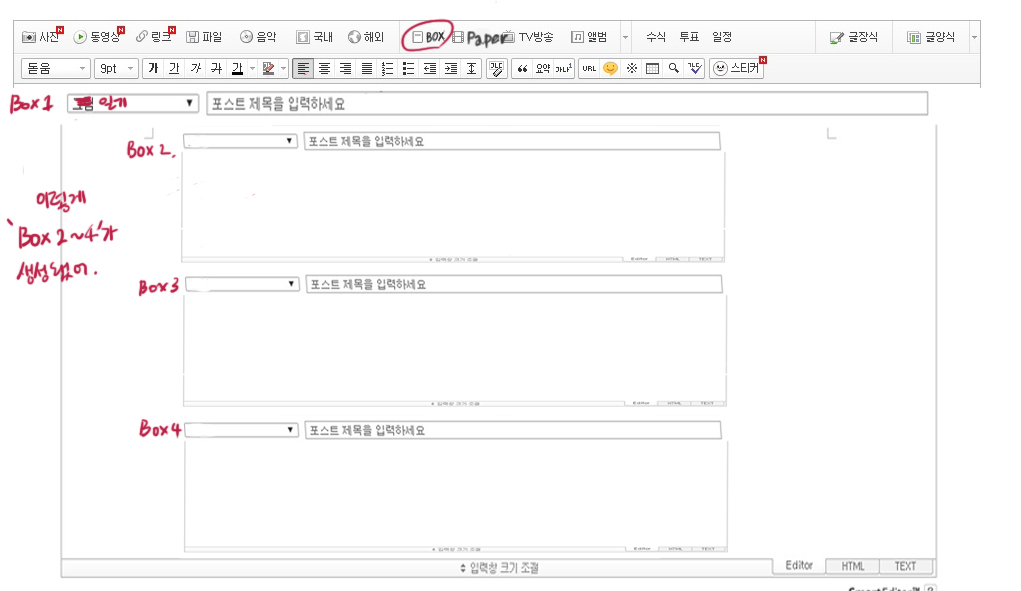 사진 동영상 링크 파일 음악 국내 해외 BOX Paper TV방송 앨범 수식 투표 일정 글장식 글양식
돋움 9pt 가 가 가 가 가 요약 URL 스티커
Box 1 일기 포스트 제목을 입력하세요
Box 2. 포스트 제목을 입력하세요
이렇게
'Box 2~4'가
생성되있어.
입력창 크기 조절 Editor HTML TEXT
Box 3 포스트 제목을 입력하세요
입력창 크기 조절 Editor HTML TEXT
Box 4 포스트 제목을 입력하세요
입력창 크기 조절 Editor HTML TEXT
입력창 크기 조절 Editor HTML TEXT